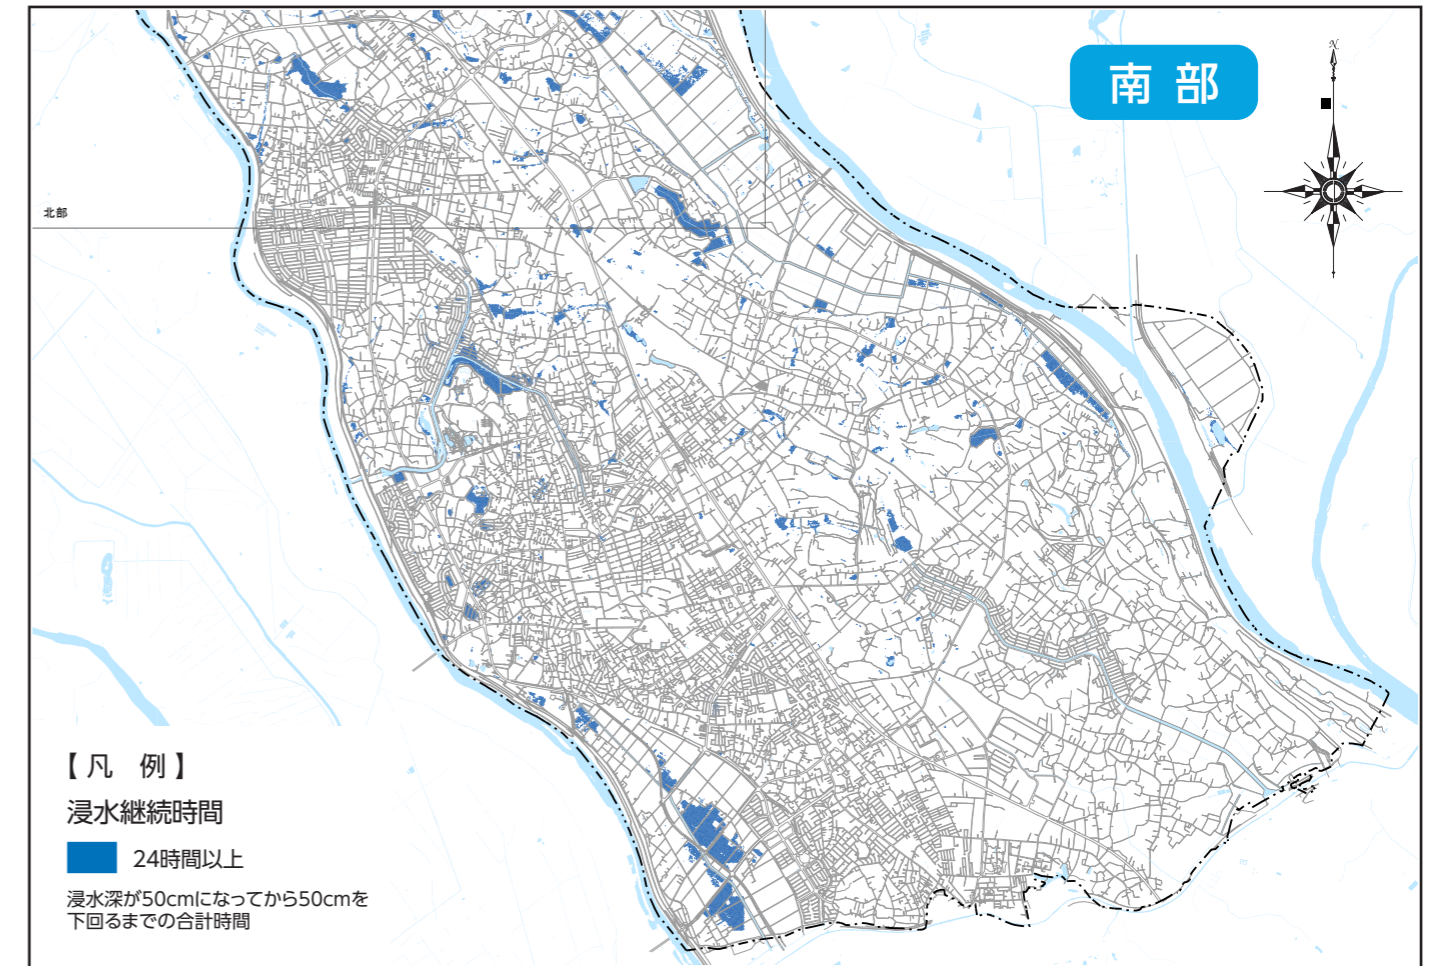 南部
N
北部
【凡 例】
浸水継続時間
24時間以上
浸水深が50cmになってから50cmを
下回るまでの合計時間